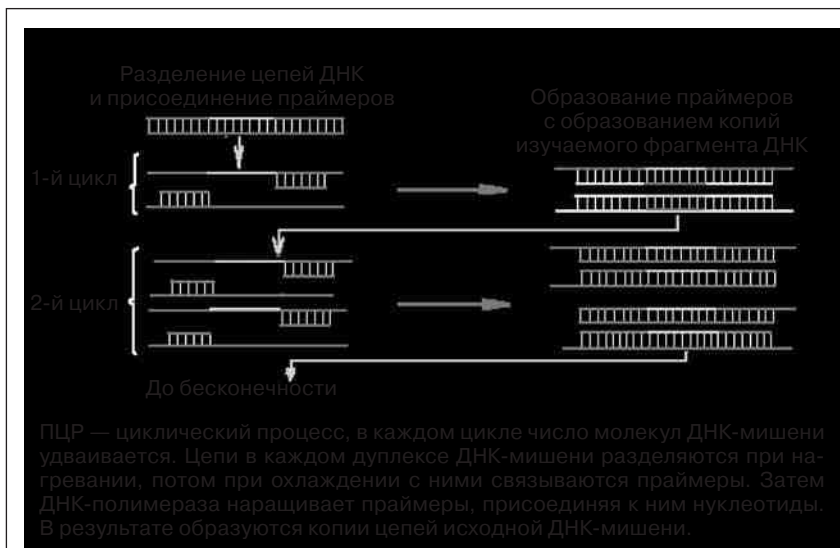 Разделение цепей ДНК
и присоединение праймеров
Образование праймеров
с образованием копий
изучаемого фрагмента ДНК
1-й цикл
2-й цикл
До бесконечности
ПЦР — циклический процесс, в каждом цикле число молекул ДНК-мишени
удваивается. Цепи в каждом дуплексе ДНК-мишени разделяются при на-
гревании, потом при охлаждении с ними связываются праймеры. Затем
ДНК-полимераза наращивает праймеры, присоединяя к ним нуклеотиды.
В результате образуются копии цепей исходной ДНК-мишени.